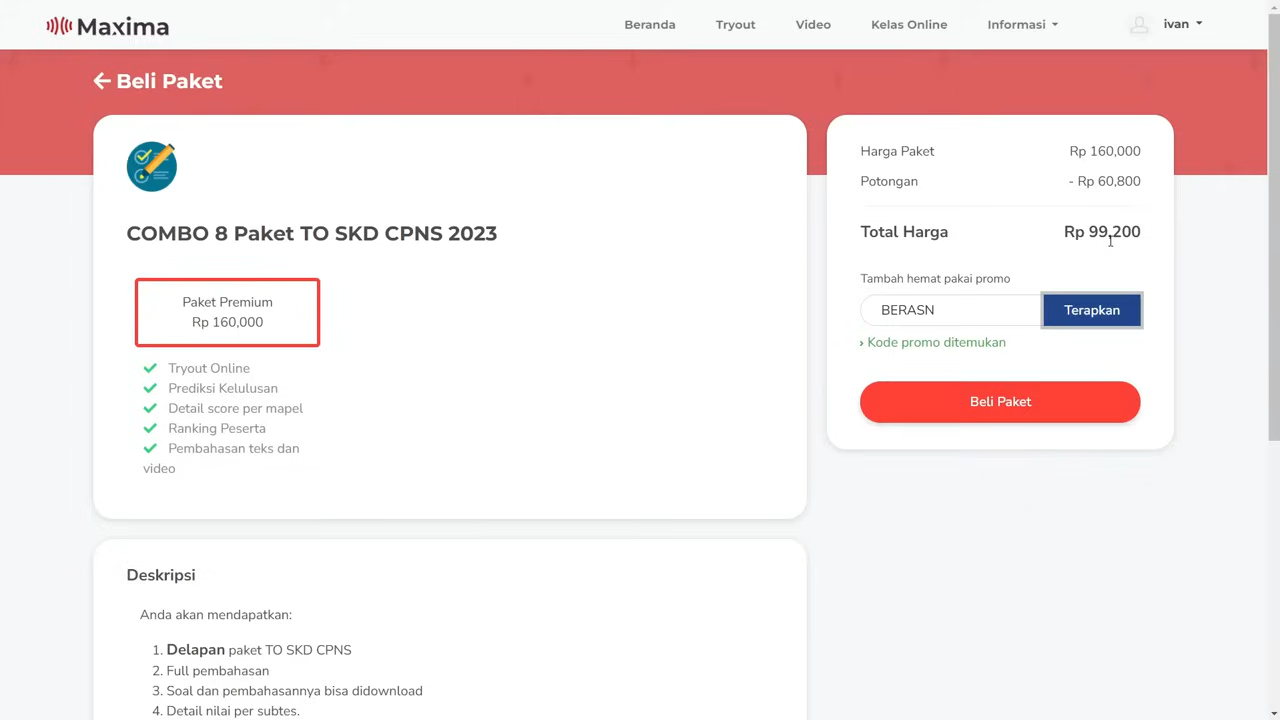 Maxima
Beranda
Tryout
Video
Kelas Online
Informasi
ivan
Beli Paket
COMBO 8 Paket TO SKD CPNS 2023
Paket Premium
Rp 160,000
Tryout Online
Prediksi Kelulusan
Detail score per mapel
Ranking Peserta
Pembahasan teks dan
video
Harga Paket Rp 160,000
Potongan - Rp 60,800
Total Harga Rp 99,200
Tambah hemat pakai promo
BERASN
Terapkan
› Kode promo ditemukan
Beli Paket
Deskripsi
Anda akan mendapatkan:
1. Delapan paket TO SKD CPNS
2. Full pembahasan
3. Soal dan pembahasannya bisa didownload
4. Detail nilai per subtes.